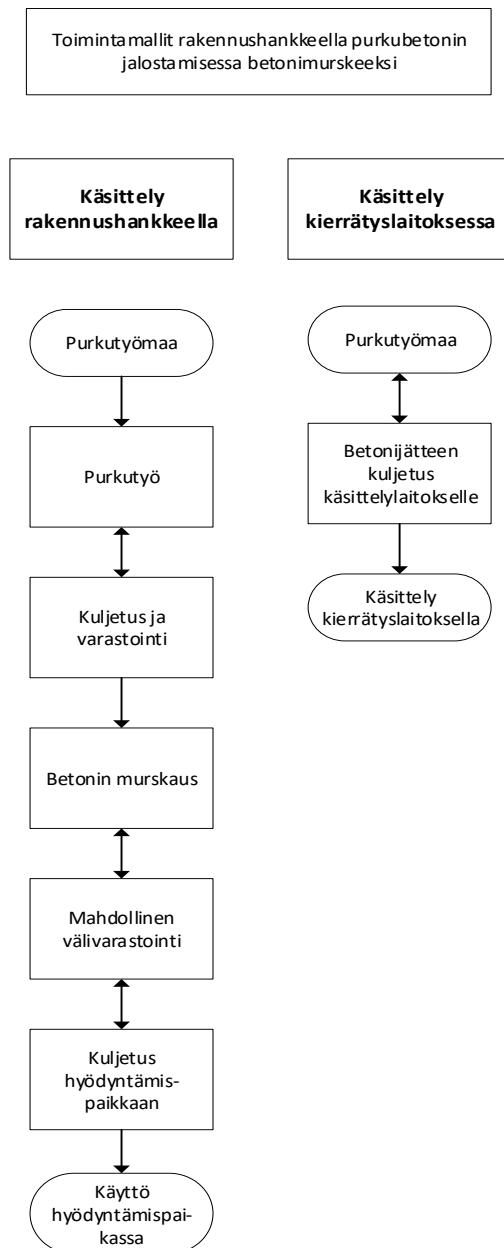 Toimintamallit rakennushankkeella purkubetonin
jalostamisessa betonimurskeeksi
Käsittely
rakennushankkeella
Purkutyömaa
Purkutyö
Kuljetus ja
varastointi
Betonin murskaus
Mahdollinen
välivarastointi
Kuljetus
hyödyntämis-
paikkaan
Käyttö
hyödyntämispai-
kassa
Käsittely
kierrätyslaitoksessa
Purkutyömaa
Betonijätteen
kuljetus
käsittelylaitokselle
Käsittely
kierrätyslaitoksella